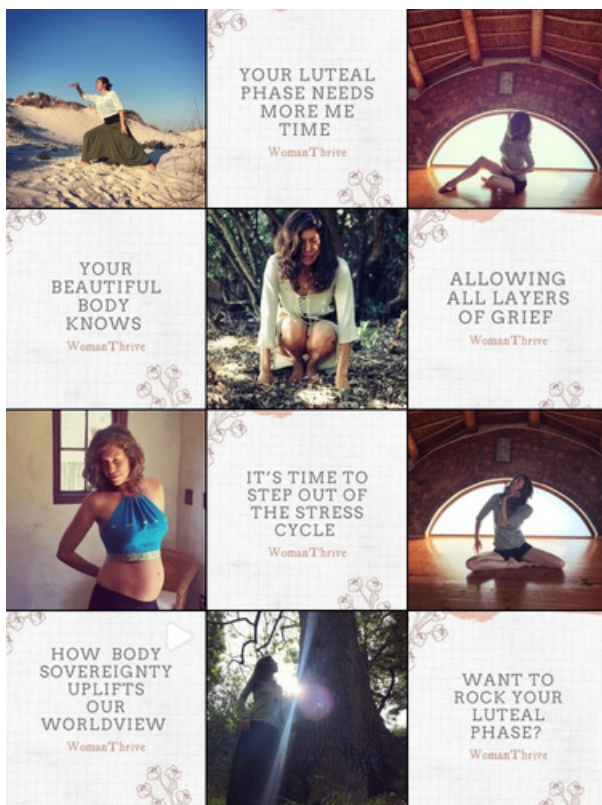 YOUR LUTEAL
PHASE NEEDS
MORE ME
TIME
WomanThrive
YOUR
BEAUTIFUL
BODY
KNOWS
WomanThrive
ALLOWING
ALL LAYERS
OF GRIEF
WomanThrive
IT'S TIME TO
STEP OUT OF
THE STRESS
CYCLE
WomanThrive
HOW BODY
SOVEREIGNTY
UPLIFTS
OUR
WORLDVIEW
WomanThrive
WANT TO
ROCK YOUR
LUTEAL
PHASE?
WomanThrive